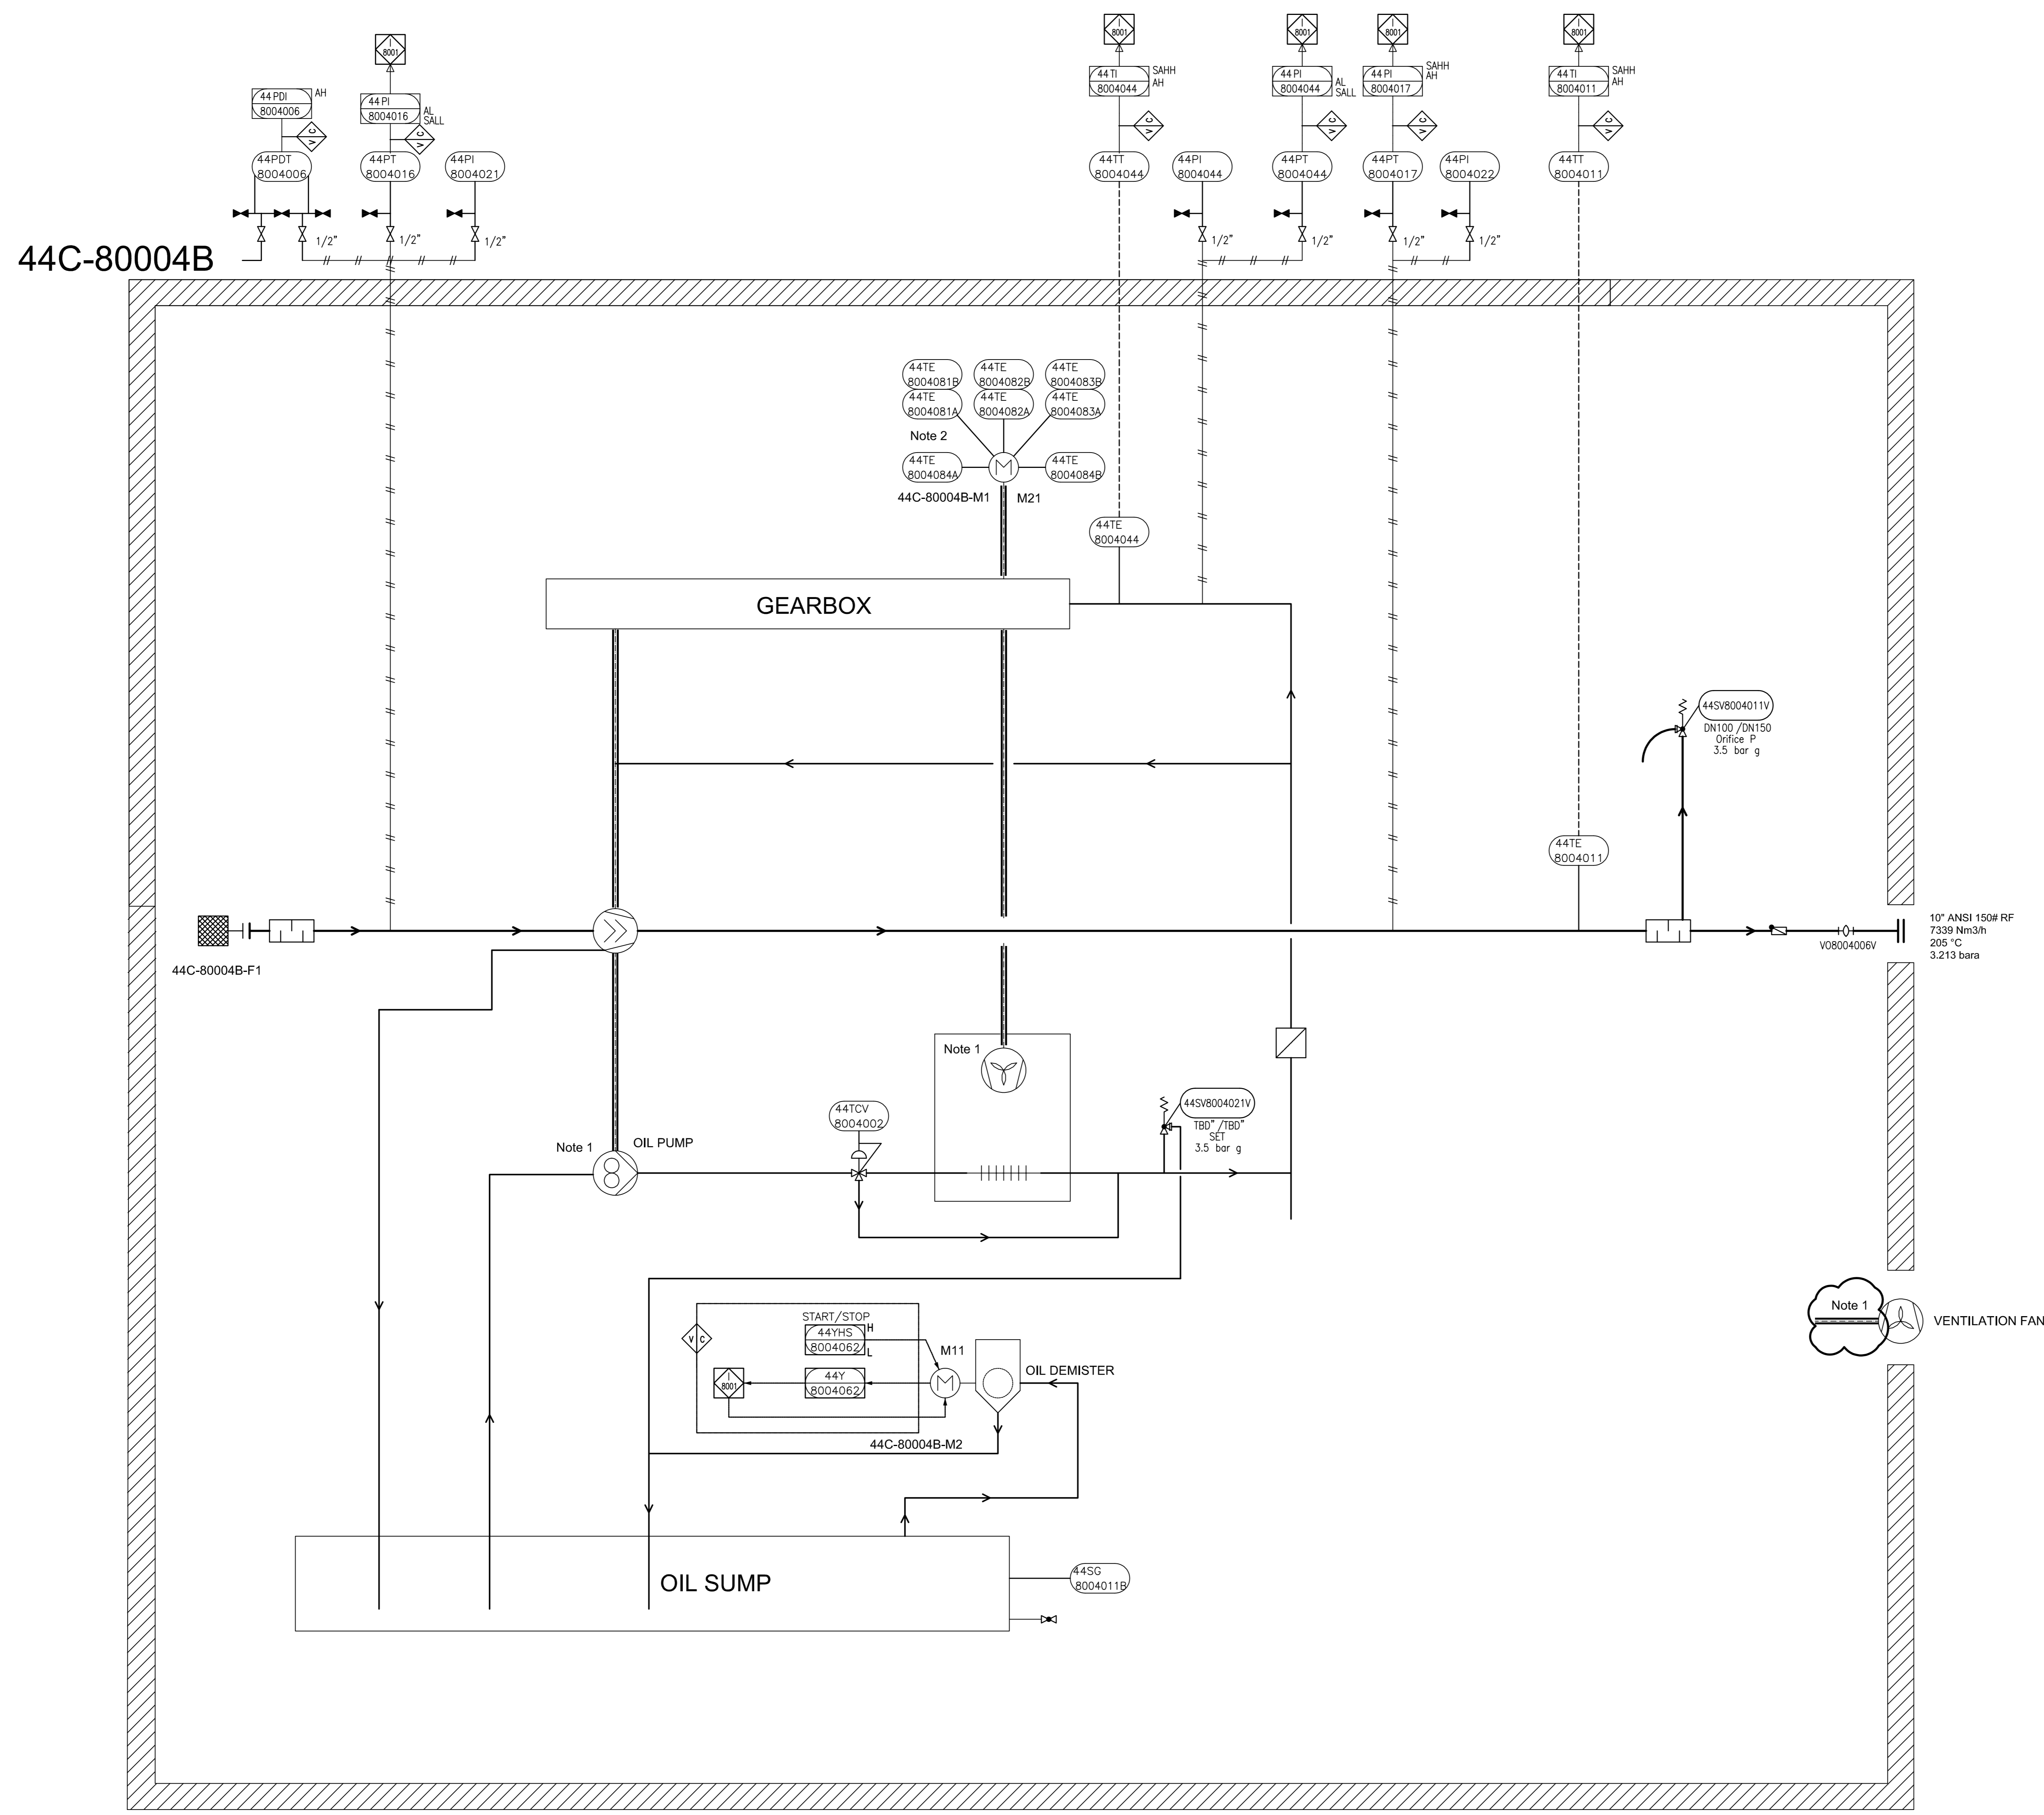 I
8001
I
8001
I
8001
I
8001
I
8001
44 PDI
8004006
AH
44 PI
8004016
AL
SALL
44 TI
8004044
SAHH
AH
44 PI
8004044
AL
SALL
44 PI
8004017
SAHH
AH
44 TI
8004011
SAHH
AH
V C
V C
V C
V C
V C
V C
44PDT
8004006
44PT
8004016
44PI
8004021
44TT
8004044
44PI
8004044
44PT
8004044
44PT
8004017
44PI
8004022
44TT
8004011
1/2"
1/2"
1/2"
1/2"
1/2"
1/2"
1/2"
44C-80004B
44TE
8004081B
44TE
8004082B
44TE
8004083B
44TE
8004081A
44TE
8004082A
44TE
8004083A
Note 2
44TE
8004084A
M
44TE
8004084B
44C-80004B-M1
M21
44TE
8004044
GEARBOX
44SV8004011V
DN100 /DN150
Orifice P
3.5 bar g
44TE
8004011
44C-80004B-F1
VO8004006V
10" ANSI 150# RF
7339 Nm3/h
205 °C
3.213 bara
Note 1
44TCV
8004002
44SV8004021V
TBD" /TBD"
SET
3.5 bar g
Note 1
OIL PUMP
START/STOP
44YHS
8004062
H
L
V C
M11
I
8001
44Y
8004062
M
OIL DEMISTER
44C-80004B-M2
Note 1
VENTILATION FAN
OIL SUMP
44SG
8004011B